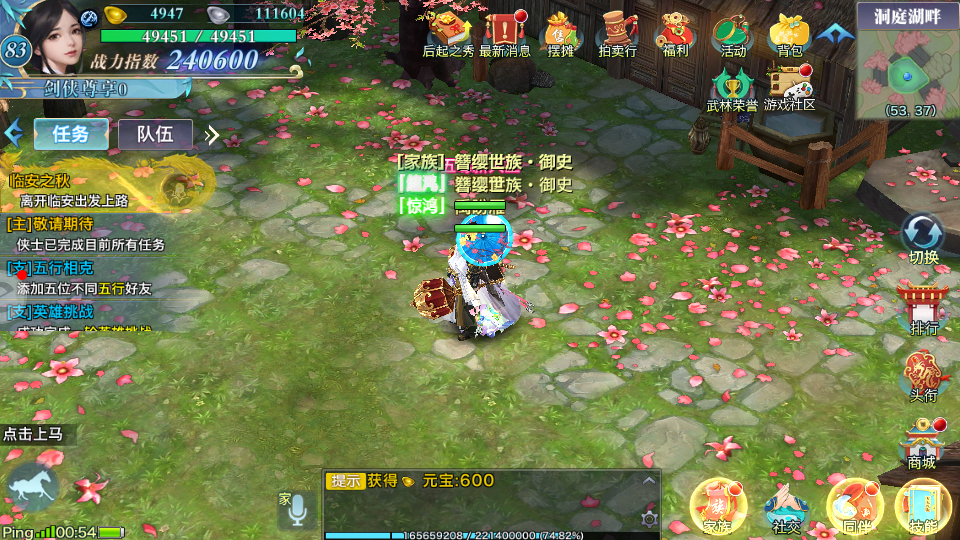 83
4947
111604
49451 / 49451
战力指数 240600
剑侠尊享0
后起之秀
最新消息
摆摊
拍卖行
福利
活动
背包
武林荣誉
游戏社区
洞庭湖畔
(53, 37)
任务
队伍
临安之秋
离开临安出发上路
[主]敬请期待
侠士已完成目前所有任务
[支]五行相克
添加五位不同五行好友
[支]英雄挑战
[家族] 簪缨世族·御史
簪缨世族·御史
[惊鸿]
切换
排行
头衔
商城
点击上马
家
提示 获得 元宝:600
家族
社交
同伴
技能
Ping
00:54
165659208 / 221400000 (74.82%)